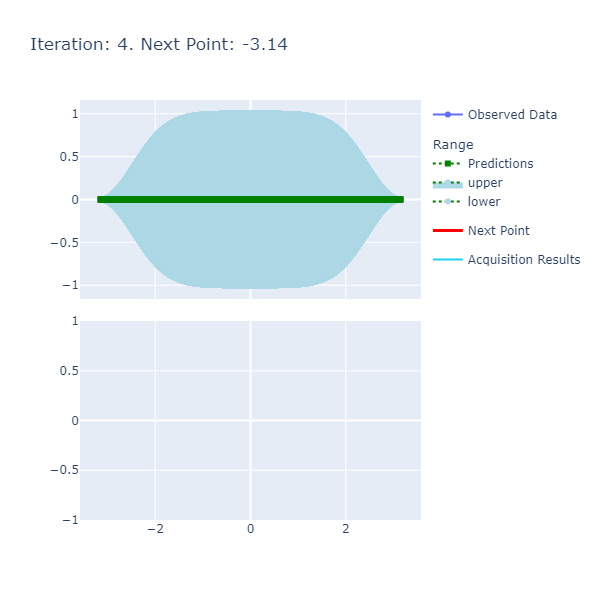 Iteration: 4. Next Point: -3.14
1
0.5
0
−0.5
−1
Observed Data
Range
Predictions
upper
lower
Next Point
Acquisition Results
1
0.5
0
−0.5
−1
−2
0
2